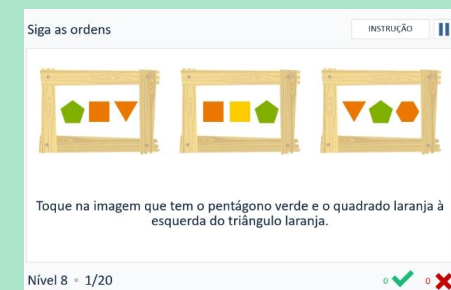 Siga as ordens
INSTRUÇÃO
Toque na imagem que tem o pentágono verde e o quadrado laranja à
esquerda do triângulo laranja.
Nível 8 • 1/20
0
0